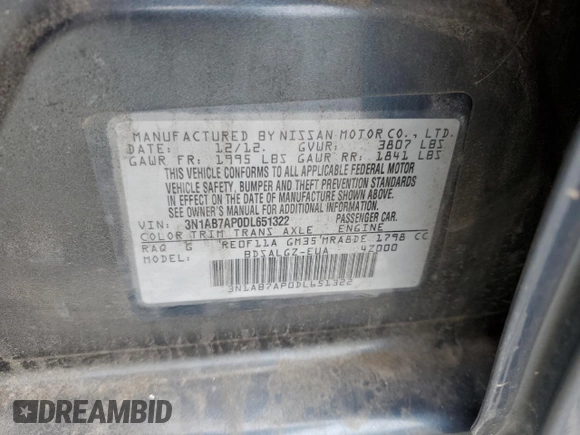 MANUFACTURED BY NISSAN MOTOR CO., LTD.
DATE: 12/12. GVWR: 3807 LBS
GAWR FR: 1995 LBS GAWR RR: 1841 LBS
THIS VEHICLE CONFORMS TO ALL APPLICABLE FEDERAL MOTOR
VEHICLE SAFETY, BUMPER AND THEFT PREVENTION STANDARDS
IN EFFECT ON THE DATE OF MANUFACTURE SHOWN ABOVE.
SEE OWNER'S MANUAL FOR ADDITIONAL INFORMATION.
VIN: 3N1AB7AP0DL651322 PASSENGER CAR.
COLOR TRIM TRANS AXLE ENGINE
RAQ G RE0F11A GM35 MRA8DE 1798 CC
MODEL: BDSALGZ-EUA 4Z000
3N1AB7AP0DL651322
DREAMBID